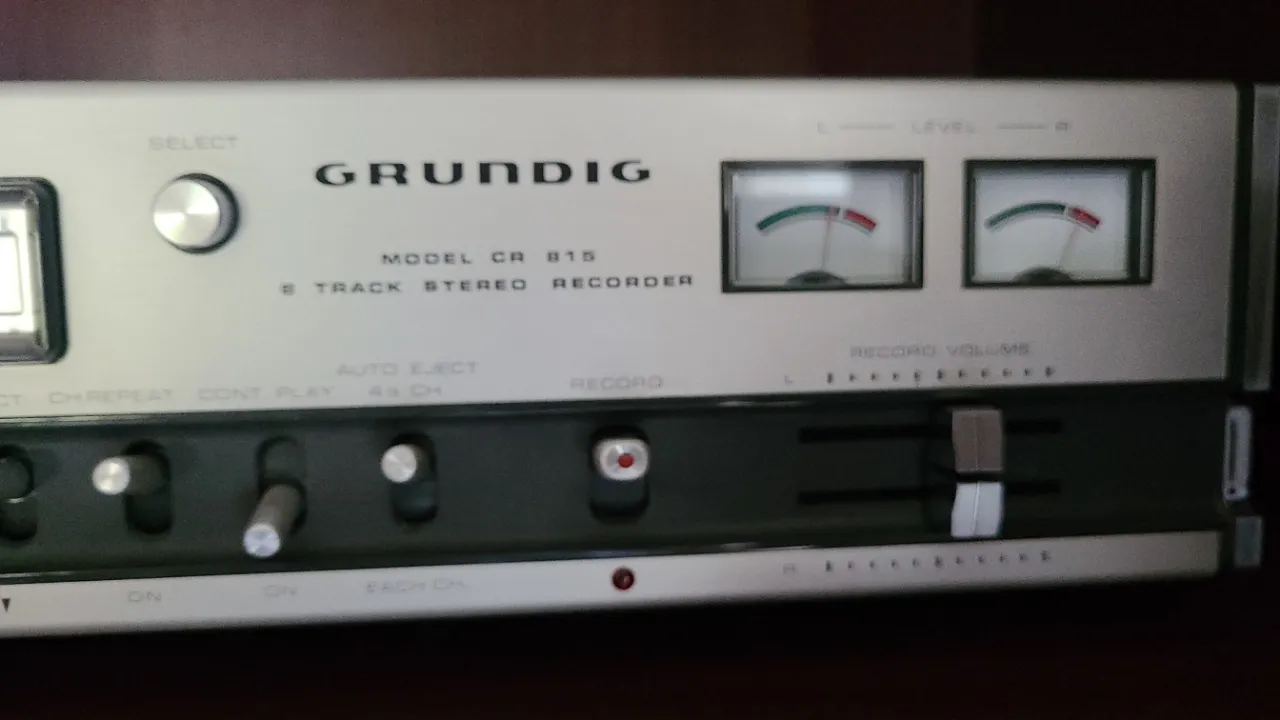 SELECT
GRUNDIG
L LEVEL R
MODEL CR 815
8 TRACK STEREO RECORDER
RECORD VOLUME
AUTO EJECT
CH.REPEAT CONT. PLAY 4 & CH RECORD L
ON ON EACH CH. R